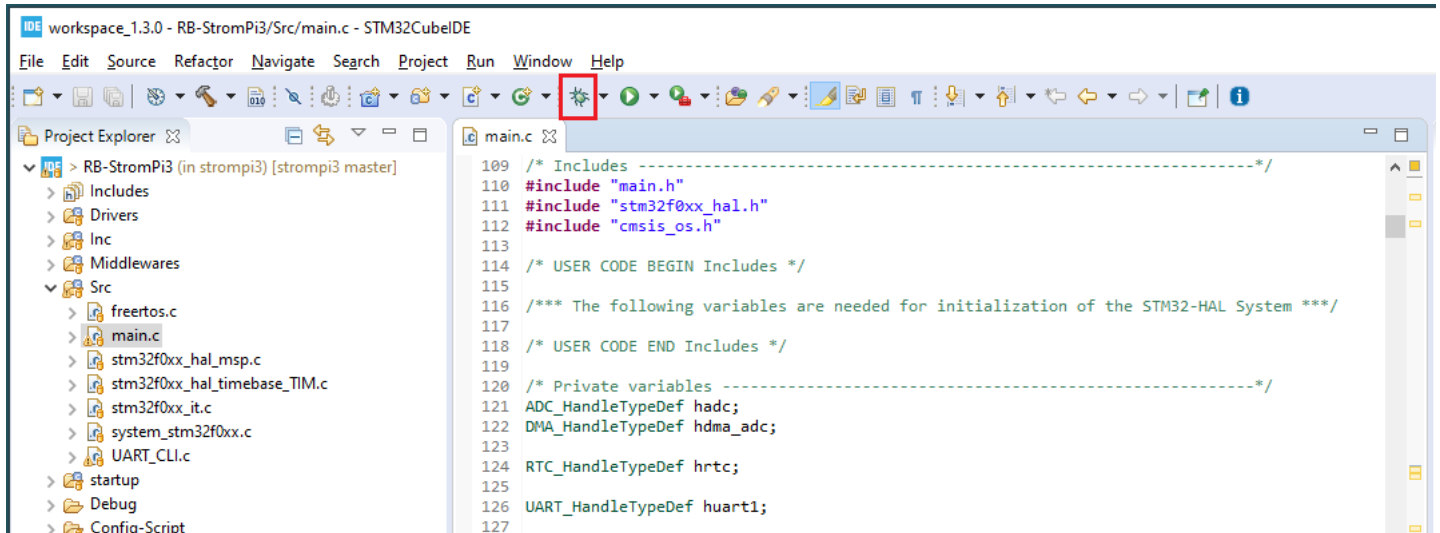 IDE workspace_1.3.0 - RB-StromPi3/Src/main.c - STM32CubeIDE
File Edit Source Refactor Navigate Search Project Run Window Help
010
Project Explorer
IDE > RB-StromPi3 (in strompi3) [strompi3 master]
> Includes
> Drivers
> Inc
> Middlewares
Src
> freertos.c
> main.c
> stm32f0xx_hal_msp.c
> stm32f0xx_hal_timebase_TIM.c
> stm32f0xx_it.c
> system_stm32f0xx.c
> UART_CLI.c
> startup
> Debug
> Config-Script
main.c
109 /* Includes ------------------------------------------------------------------*/
110 #include "main.h"
111 #include "stm32f0xx_hal.h"
112 #include "cmsis_os.h"
113
114 /* USER CODE BEGIN Includes */
115
116 /*** The following variables are needed for initialization of the STM32-HAL System ***/
117
118 /* USER CODE END Includes */
119
120 /* Private variables ---------------------------------------------------------*/
121 ADC_HandleTypeDef hadc;
122 DMA_HandleTypeDef hdma_adc;
123
124 RTC_HandleTypeDef hrtc;
125
126 UART_HandleTypeDef huart1;
127